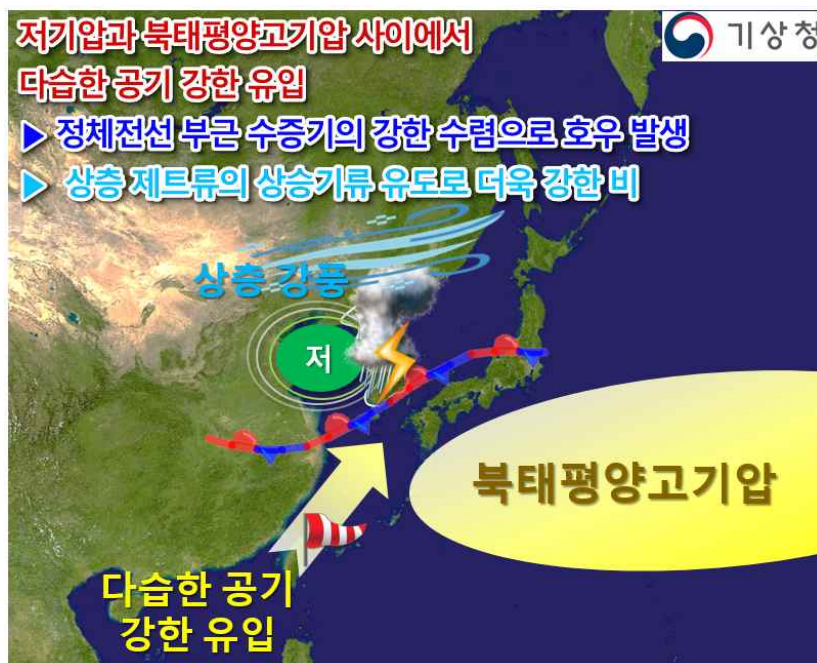 저기압과 북태평양고기압 사이에서
다습한 공기 강한 유입
▶ 정체전선 부근 수증기의 강한 수렴으로 호우 발생
▶ 상층 제트류의 상승기류 유도로 더욱 강한 비
기상청
상층 강풍
저
북태평양고기압
다습한 공기
강한 유입